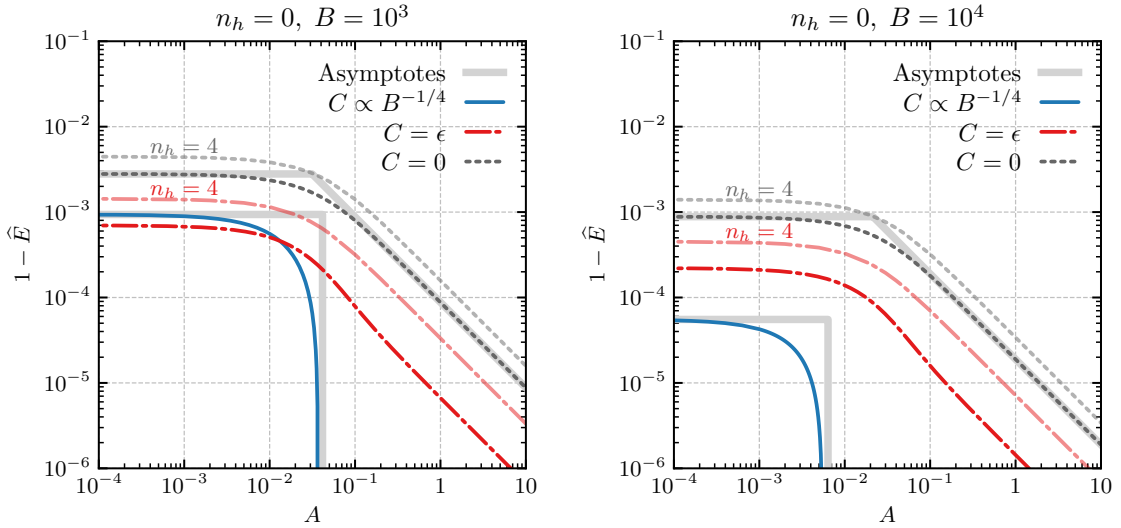 n_h = 0, B = 10^3
10^−1
10^−2
10^−3
10^−4
10^−5
10^−6
1 − Ê
Asymptotes
C ∝ B^−1/4
C = ϵ
C = 0
n_h = 4
n_h = 4
10^−4
10^−3
10^−2
10^−1
1
10
A
n_h = 0, B = 10^4
10^−1
10^−2
10^−3
10^−4
10^−5
10^−6
1 − Ê
Asymptotes
C ∝ B^−1/4
C = ϵ
C = 0
n_h = 4
n_h = 4
10^−4
10^−3
10^−2
10^−1
1
10
A